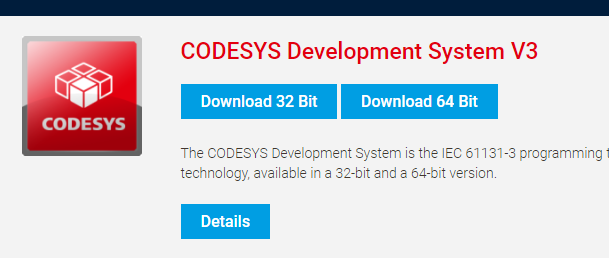 CODESYS Development System V3
CODESYS
Download 32 Bit Download 64 Bit
The CODESYS Development System is the IEC 61131-3 programming
technology, available in a 32-bit and a 64-bit version.
Details